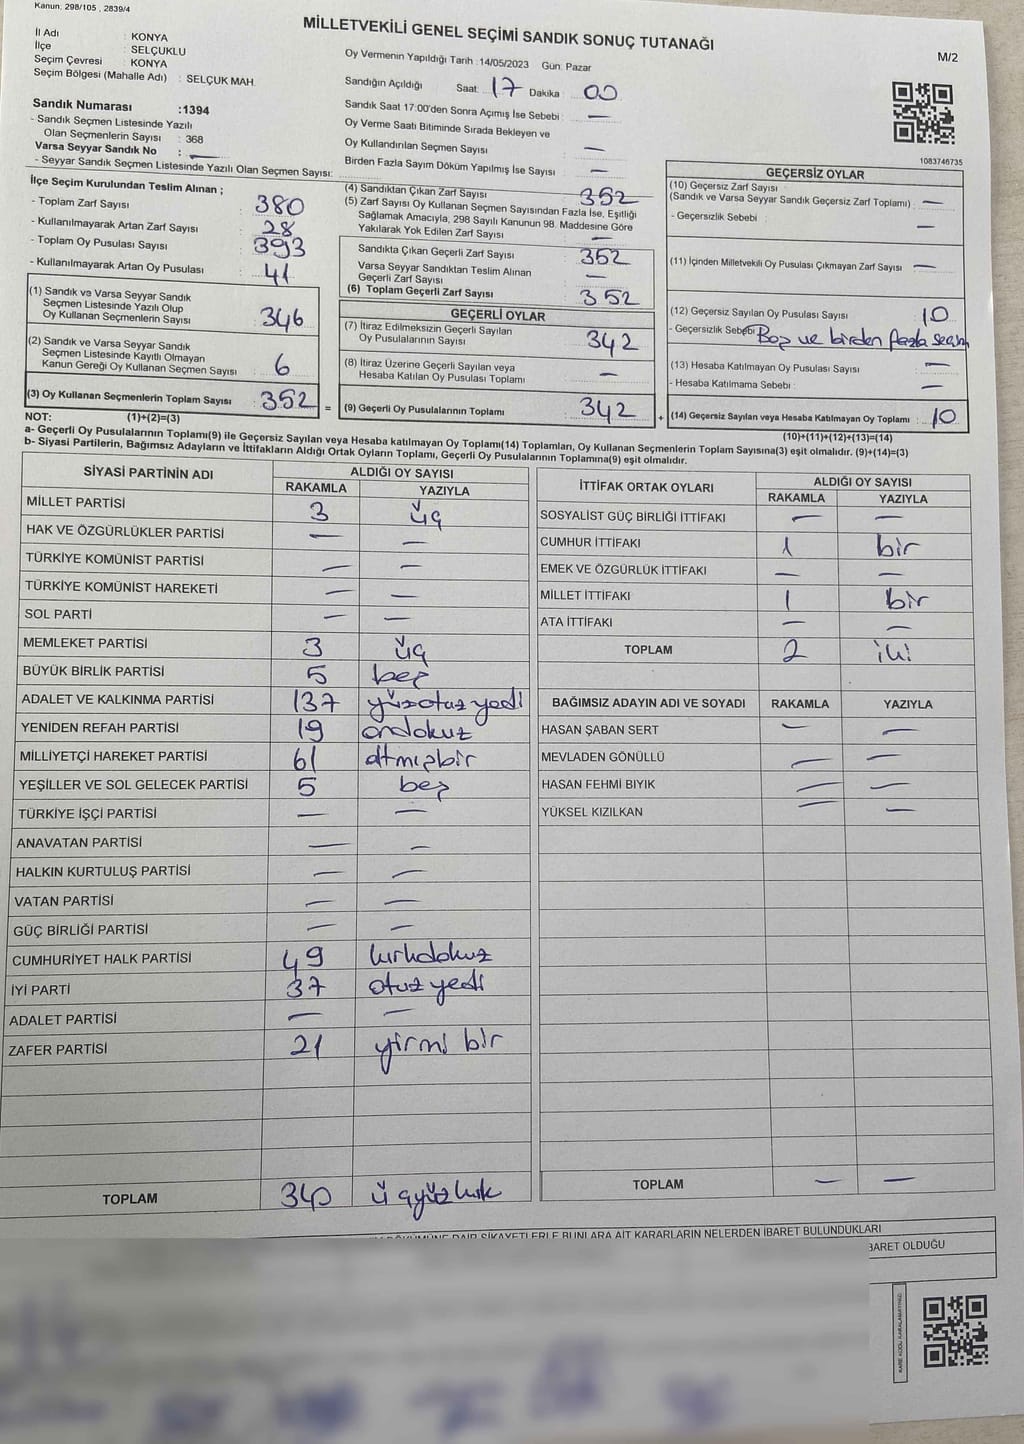 Kanun: 298/105 , 2839/4
MİLLETVEKİLİ GENEL SEÇİMİ SANDIK SONUÇ TUTANAĞI
M/2
İl Adı : KONYA
İlçe : SELÇUKLU
Seçim Çevresi : KONYA
Seçim Bölgesi (Mahalle Adı) : SELÇUK MAH.
Sandık Numarası :1394
- Sandık Seçmen Listesinde Yazılı
Olan Seçmenlerin Sayısı : 368
Varsa Seyyar Sandık No : —
- Seyyar Sandık Seçmen Listesinde Yazılı Olan Seçmen Sayısı:
Oy Vermenin Yapıldığı Tarih :14/05/2023 Gün: Pazar
Sandığın Açıldığı Saat: 17 Dakika 00
Sandık Saat 17:00'den Sonra Açımış İse Sebebi : —
Oy Verme Saati Bitiminde Sırada Bekleyen ve
Oy Kullandırılan Seçmen Sayısı : —
Birden Fazla Sayım Döküm Yapılmış İse Sayısı : —
1083746735
İlçe Seçim Kurulundan Teslim Alınan ;
- Toplam Zarf Sayısı : 380
- Kullanılmayarak Artan Zarf Sayısı : 28
- Toplam Oy Pusulası Sayısı : 393
- Kullanılmayarak Artan Oy Pusulası : 41
(1) Sandık ve Varsa Seyyar Sandık
Seçmen Listesinde Yazılı Olup
Oy Kullanan Seçmenlerin Sayısı : 346
(2) Sandık ve Varsa Seyyar Sandık
Seçmen Listesinde Kayıtlı Olmayan
Kanun Gereği Oy Kullanan Seçmen Sayısı : 6
(3) Oy Kullanan Seçmenlerin Toplam Sayısı : 352
(4) Sandıktan Çıkan Zarf Sayısı : 352
(5) Zarf Sayısı Oy Kullanan Seçmen Sayısından Fazla İse, Eşitliği
Sağlamak Amacıyla, 298 Sayılı Kanunun 98. Maddesine Göre
Yakılarak Yok Edilen Zarf Sayısı : —
Sandıkta Çıkan Geçerli Zarf Sayısı : 352
Varsa Seyyar Sandıktan Teslim Alınan
Geçerli Zarf Sayısı : —
(6) Toplam Geçerli Zarf Sayısı : 352
GEÇERLİ OYLAR
(7) İtiraz Edilmeksizin Geçerli Sayılan
Oy Pusulalarının Sayısı : 342
(8) İtiraz Üzerine Geçerli Sayılan veya
Hesaba Katılan Oy Pusulası Toplamı : —
= (9) Geçerli Oy Pusulalarının Toplamı : 342
GEÇERSİZ OYLAR
(10) Geçersiz Zarf Sayısı
(Sandık ve Varsa Seyyar Sandık Geçersiz Zarf Toplamı) : —
- Geçersizlik Sebebi : —
(11) İçinden Milletvekili Oy Pusulası Çıkmayan Zarf Sayısı : —
(12) Geçersiz Sayılan Oy Pusulası Sayısı : 10
- Geçersizlik Sebebi Boş ve birden fazla seçim
(13) Hesaba Katılmayan Oy Pusulası Sayısı : —
- Hesaba Katılmama Sebebi : —
+ (14) Geçersiz Sayılan veya Hesaba Katılmayan Oy Toplamı : 10
NOT: (1)+(2)=(3)
(10)+(11)+(12)+(13)=(14)
a- Geçerli Oy Pusulalarının Toplamı(9) ile Geçersiz Sayılan veya Hesaba katılmayan Oy Toplamı(14) Toplamları, Oy Kullanan Seçmenlerin Toplam Sayısına(3) eşit olmalıdır. (9)+(14)=(3)
b- Siyasi Partilerin, Bağımsız Adayların ve İttifakların Aldığı Ortak Oyların Toplamı, Geçerli Oy Pusulalarının Toplamına(9) eşit olmalıdır.
SİYASİ PARTİNİN ADI ALDIĞI OY SAYISI
RAKAMLA YAZIYLA
MİLLET PARTİSİ 3 üç
HAK VE ÖZGÜRLÜKLER PARTİSİ — —
TÜRKİYE KOMÜNİST PARTİSİ — —
TÜRKİYE KOMÜNİST HAREKETİ — —
SOL PARTİ — —
MEMLEKET PARTİSİ 3 üç
BÜYÜK BİRLİK PARTİSİ 5 beş
ADALET VE KALKINMA PARTİSİ 137 yüzotuzyedi
YENİDEN REFAH PARTİSİ 19 ondokuz
MİLLİYETÇİ HAREKET PARTİSİ 61 altmışbir
YEŞİLLER VE SOL GELECEK PARTİSİ 5 beş
TÜRKİYE İŞÇİ PARTİSİ — —
ANAVATAN PARTİSİ — —
HALKIN KURTULUŞ PARTİSİ — —
VATAN PARTİSİ — —
GÜÇ BİRLİĞİ PARTİSİ — —
CUMHURİYET HALK PARTİSİ 49 kırkdokuz
İYİ PARTİ 37 otuzyedi
ADALET PARTİSİ — —
ZAFER PARTİSİ 21 yirmi bir
TOPLAM 340 üçyüzkırk
İTTİFAK ORTAK OYLARI ALDIĞI OY SAYISI
RAKAMLA YAZIYLA
SOSYALİST GÜÇ BİRLİĞİ İTTİFAKI — —
CUMHUR İTTİFAKI 1 bir
EMEK VE ÖZGÜRLÜK İTTİFAKI — —
MİLLET İTTİFAKI 1 bir
ATA İTTİFAKI — —
TOPLAM 2 iki
BAĞIMSIZ ADAYIN ADI VE SOYADI RAKAMLA YAZIYLA
HASAN ŞABAN SERT — —
MEVLADEN GÖNÜLLÜ — —
HASAN FEHMİ BIYIK — —
YÜKSEL KIZILKAN — —
TOPLAM — —
DÖKÜMÜNE DAİR ŞİKAYETLERLE BUNLARA AİT KARARLARIN NELERDEN İBARET BULUNDUKLARI
BARET OLDUĞU